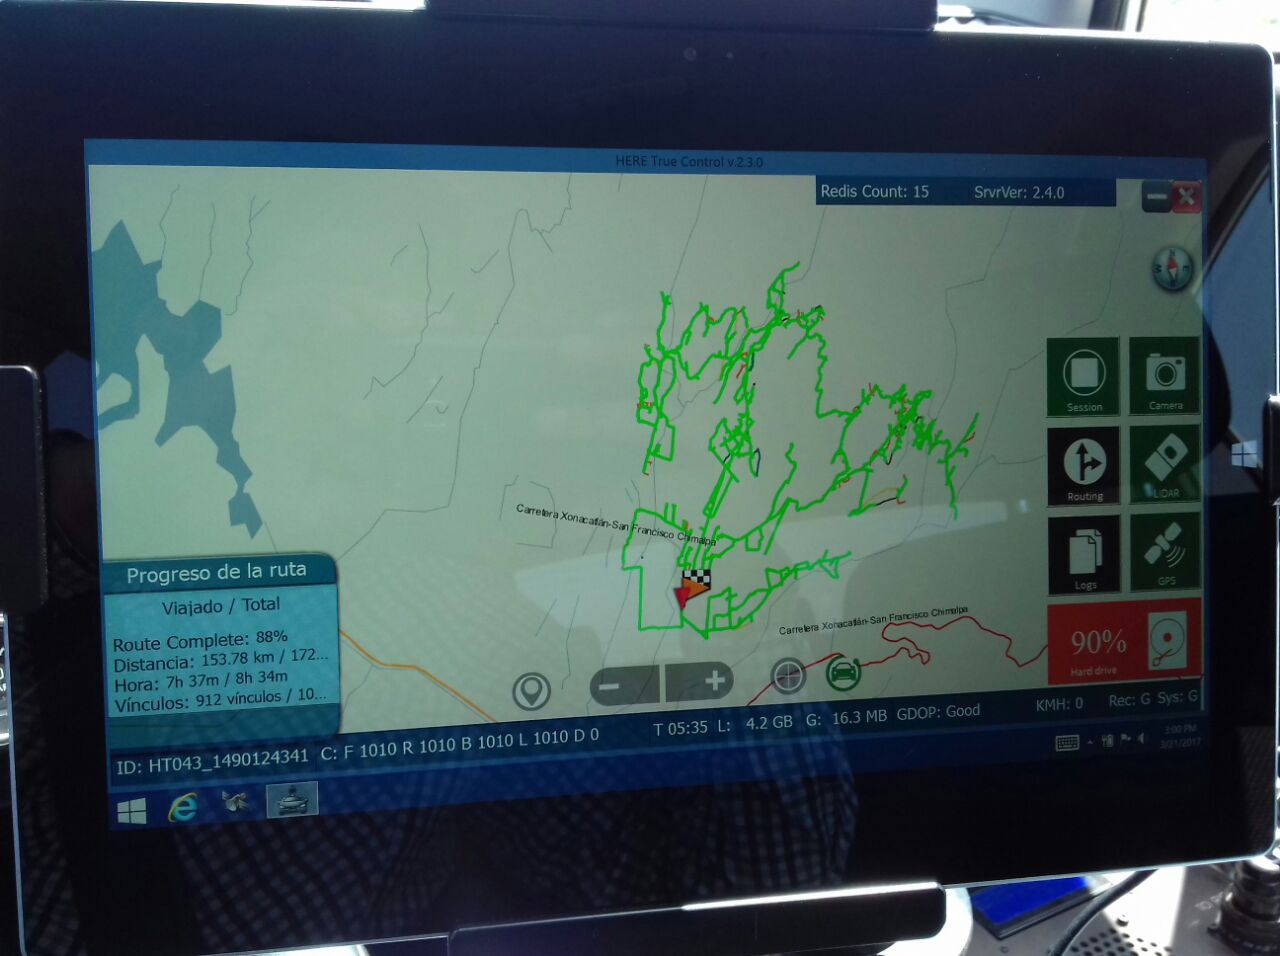 HERE True Control v.2.3.0
Redis Count: 15 SrvrVer: 2.4.0
N
E
Session
Camera
Routing
LiDAR
Logs
GPS
90%
Hard drive
Carretera Xonacatlán-San Francisco Chimalpa
Carretera Xonacatlán-San Francisco Chimalpa
Progreso de la ruta
Viajado / Total
Route Complete: 88%
Distancia: 153.78 km / 172...
Hora: 7h 37m / 8h 34m
Vínculos: 912 vínculos / 10...
ID: HT043_1490124341 C: F 1010 R 1010 B 1010 L 1010 D 0 T 05:35 L: 4.2 GB G: 16.3 MB GDOP: Good KMH: 0 Rec: G Sys: G
3:00 PM
3/21/2017